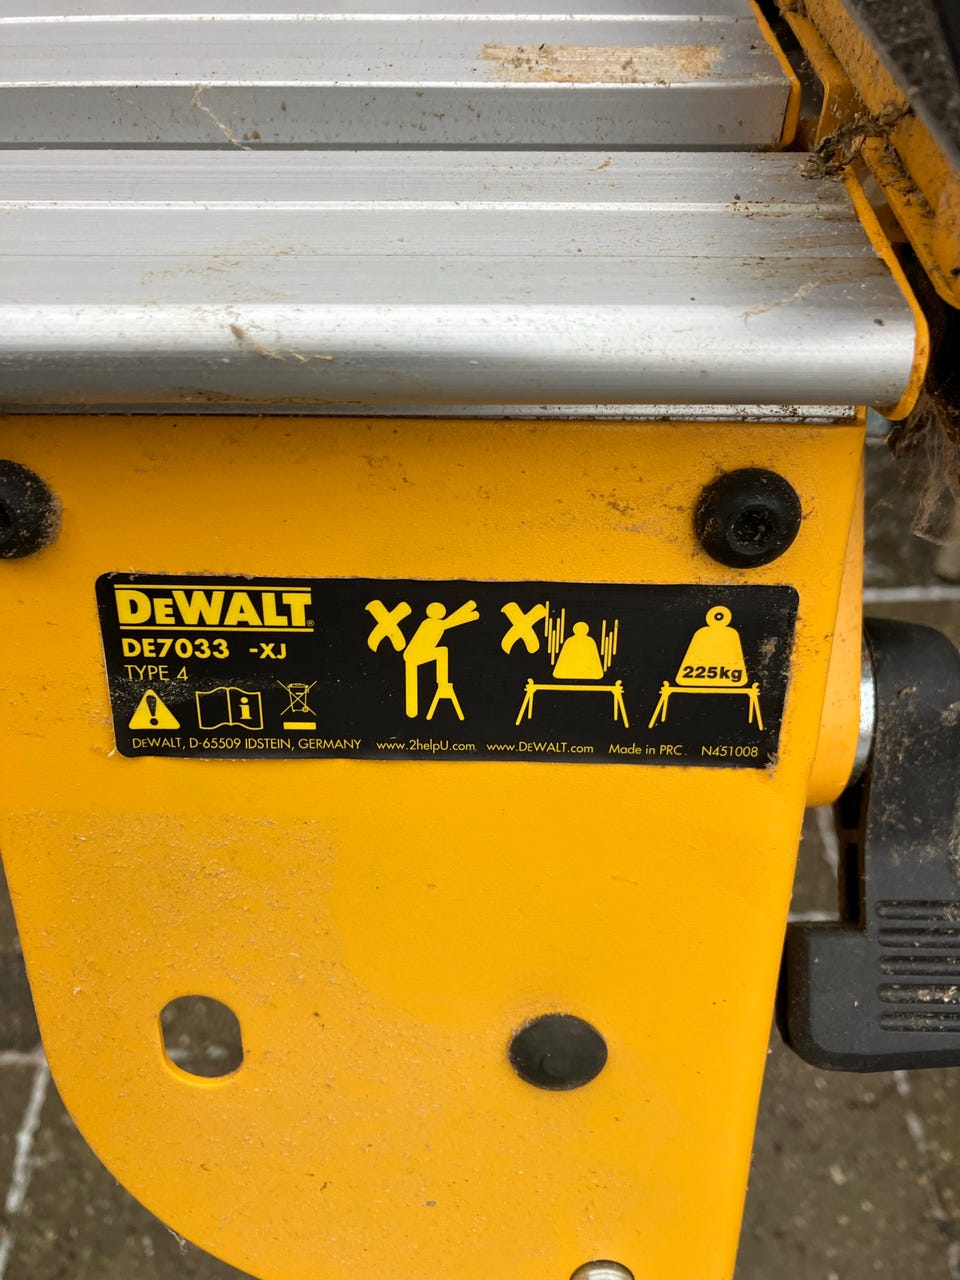 DEWALT
DE7033 -XJ
TYPE 4
225kg
DEWALT, D-65509 IDSTEIN, GERMANY www.2helpU.com www.DEWALT.com Made in PRC. N451008